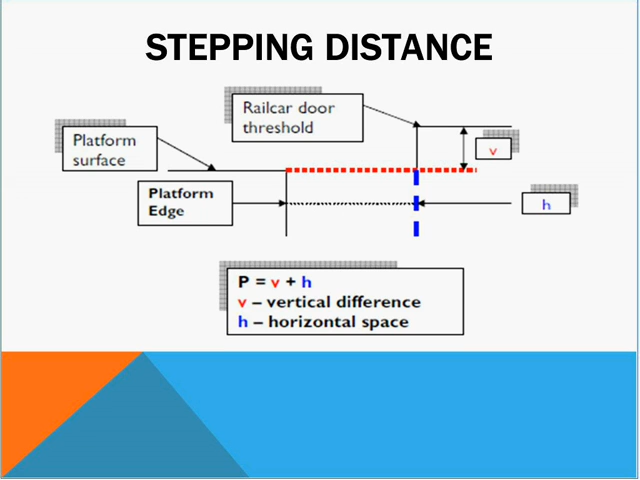 STEPPING DISTANCE
Railcar door
threshold
Platform
surface
v
Platform
Edge
h
P = v + h
v – vertical difference
h – horizontal space